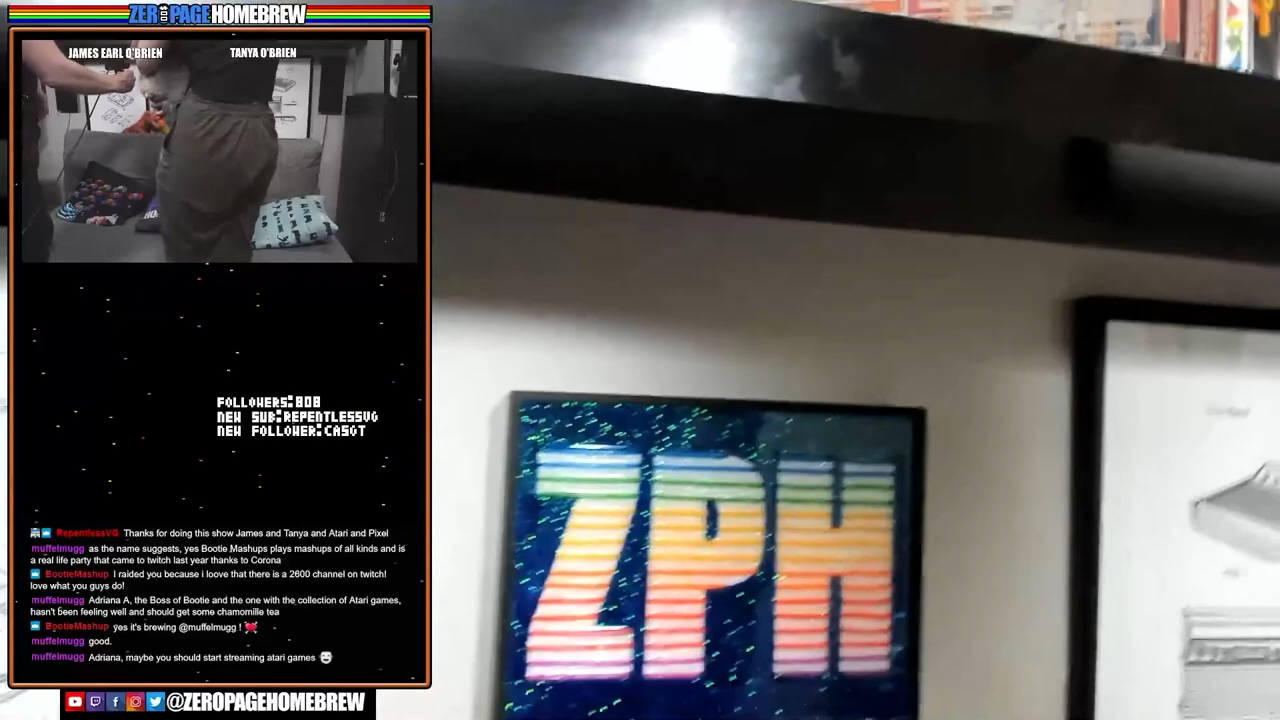 ZEROPAGEHOMEBREW
JAMES EARL O'BRIEN
TANYA O'BRIEN
FOLLOWERS:808
NEW SUB:REPENTLESSVG
NEW FOLLOWER:CASGT
RepentlessVG Thanks for doing this show James and Tanya and Atari and Pixel
muffelmugg as the name suggests, yes Bootie Mashups plays mashups of all kinds and is
a real life party that came to twitch last year thanks to Corona
BootieMashup I raided you because i loove that there is a 2600 channel on twitch!
love what you guys do!
muffelmugg Adriana A, the Boss of Bootie and the one with the collection of Atari games,
hasn't been feeling well and should get some chamomille tea
BootieMashup yes it's brewing @muffelmugg !
muffelmugg good.
muffelmugg Adriana, maybe you should start streaming atari games
@ZEROPAGEHOMEBREW
ZPH